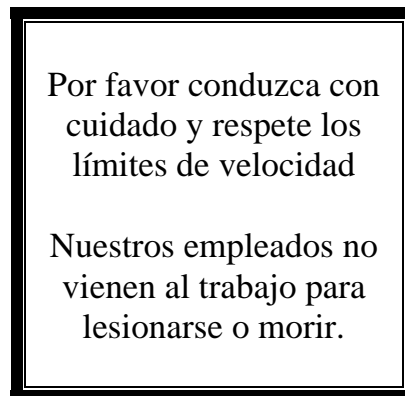 Por favor conduzca con
cuidado y respete los
límites de velocidad
Nuestros empleados no
vienen al trabajo para
lesionarse o morir.